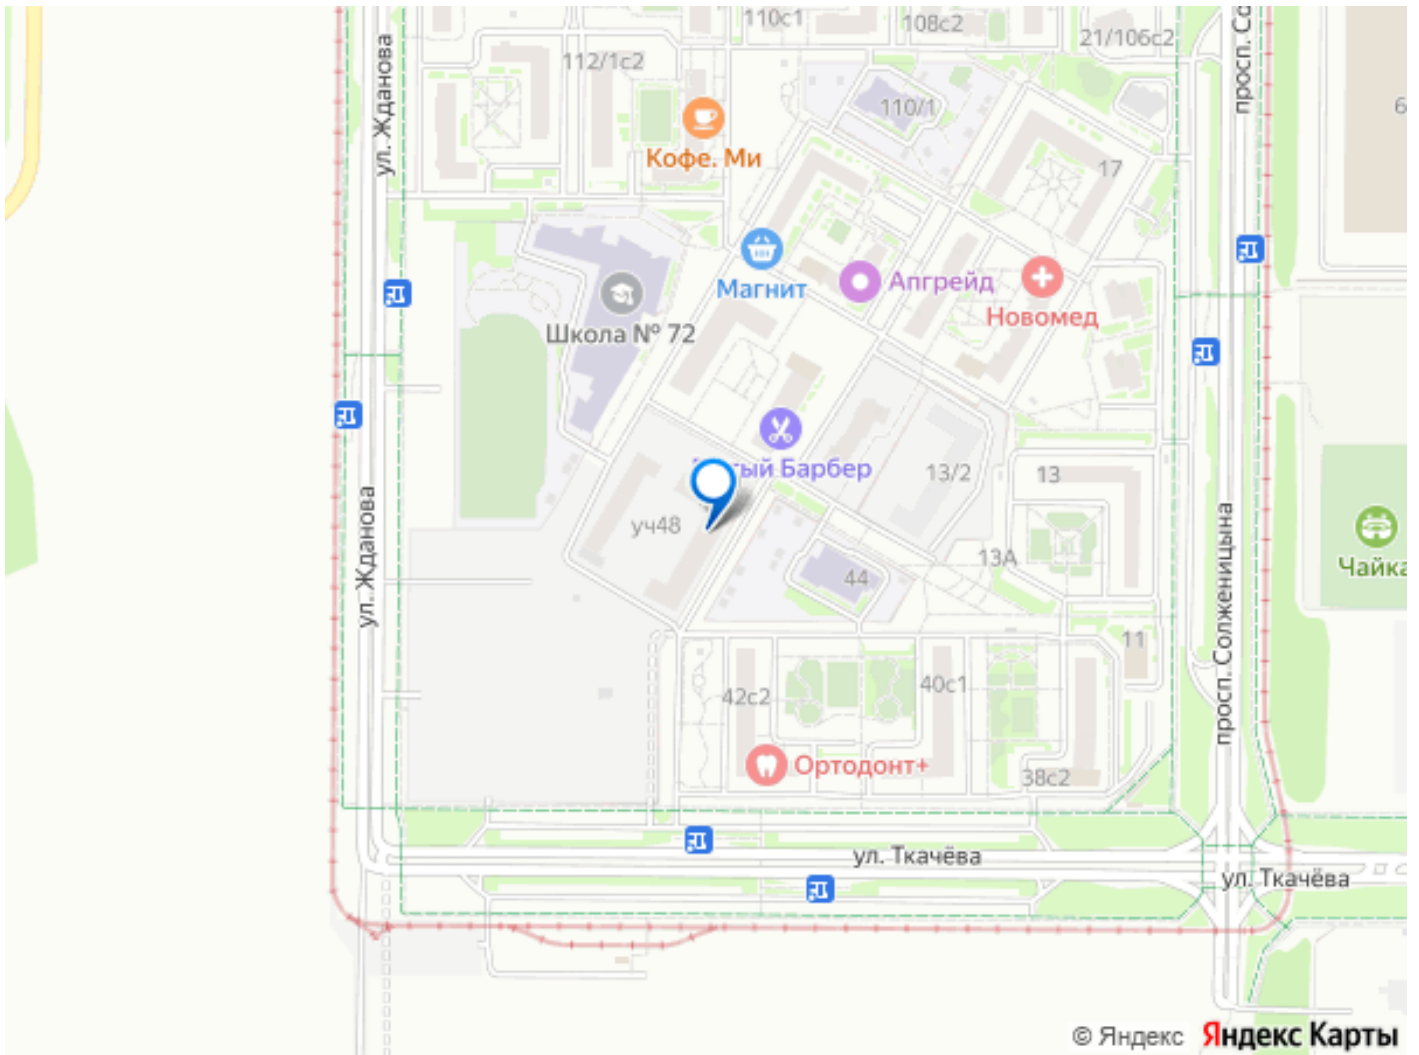 110с1
108с2
21/106с2
просп. Со
ул. Жданова
112/1с2
110/1
6
Кофе. Ми
17
Магнит
Апгрейд
Новомед
Школа № 72
тый Барбер
13/2
13
уч48
ул. Жданова
просп. Солженицына
13А
44
Чайка
11
42с2
40с1
Ортодонт+
38с2
ул. Ткачёва
ул. Ткачёва
© Яндекс Яндекс Карты